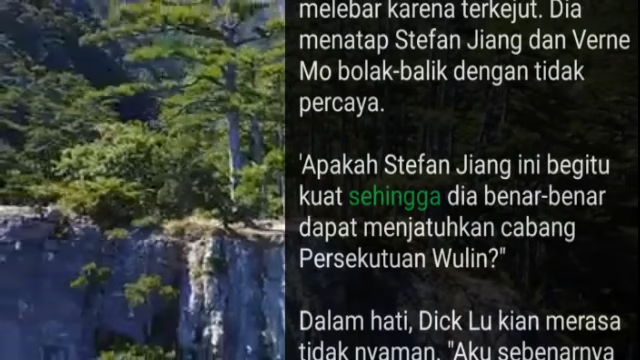 melebar karena terkejut. Dia
menatap Stefan Jiang dan Verne
Mo bolak-balik dengan tidak
percaya.
'Apakah Stefan Jiang ini begitu
kuat sehingga dia benar-benar
dapat menjatuhkan cabang
Persekutuan Wulin?"
Dalam hati, Dick Lu kian merasa
tidak nyaman. "Aku sebenarnya